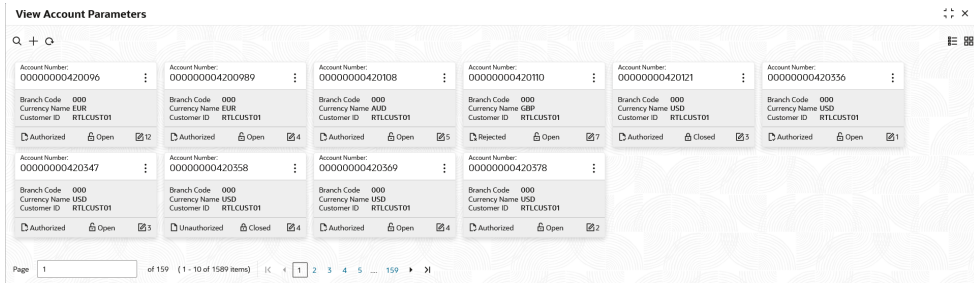 View Account Parameters
Account Number:
00000000420096
Branch Code 000
Currency Name EUR
Customer ID RTLCUST01
Authorized Open 12
Account Number:
000000004200989
Branch Code 000
Currency Name EUR
Customer ID RTLCUST01
Authorized Open 4
Account Number:
00000000420108
Branch Code 000
Currency Name AUD
Customer ID RTLCUST01
Authorized Open 5
Account Number:
00000000420110
Branch Code 000
Currency Name GBP
Customer ID RTLCUST01
Rejected Open 7
Account Number:
00000000420121
Branch Code 000
Currency Name USD
Customer ID RTLCUST01
Authorized Closed 3
Account Number:
00000000420336
Branch Code 000
Currency Name USD
Customer ID RTLCUST01
Authorized Open 1
Account Number:
00000000420347
Branch Code 000
Currency Name USD
Customer ID RTLCUST01
Authorized Open 3
Account Number:
00000000420358
Branch Code 000
Currency Name USD
Customer ID RTLCUST01
Unauthorized Closed 4
Account Number:
00000000420369
Branch Code 000
Currency Name USD
Customer ID RTLCUST01
Authorized Open 4
Account Number:
00000000420378
Branch Code 000
Currency Name USD
Customer ID RTLCUST01
Authorized Open 2
Page 1 of 159 (1 - 10 of 1589 items) 1 2 3 4 5 .... 159